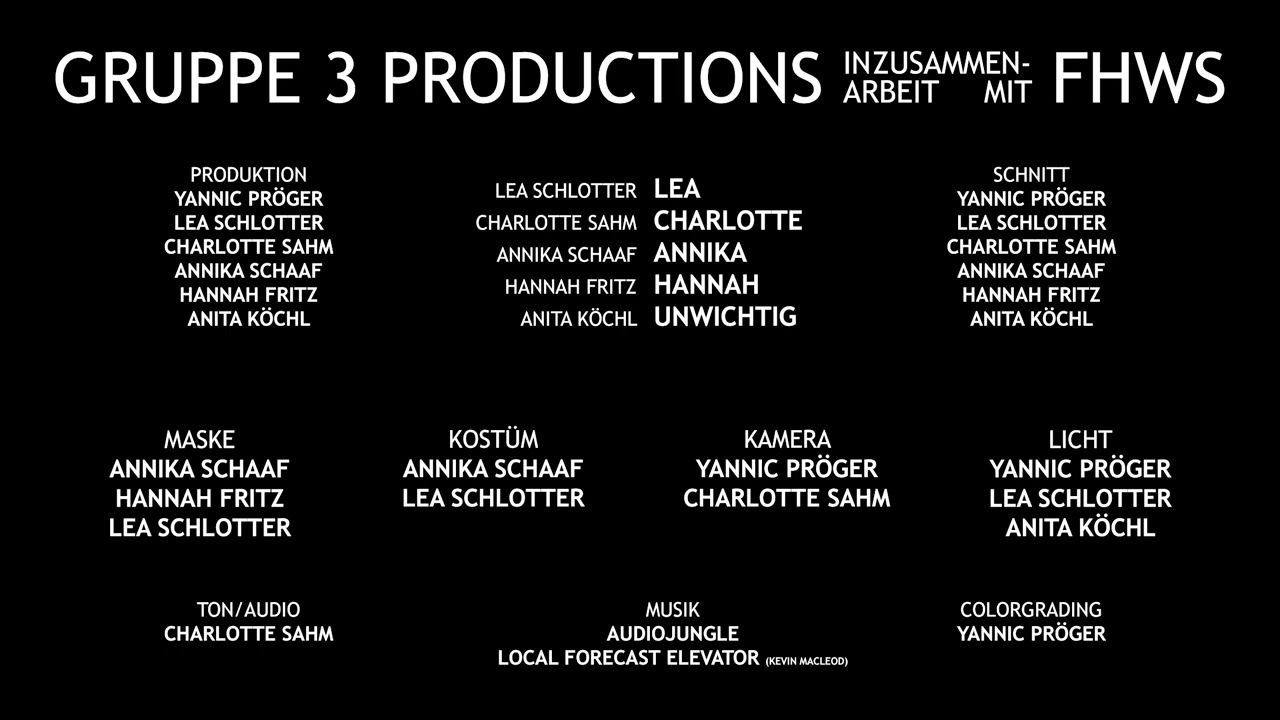 GRUPPE 3 PRODUCTIONS INZUSAMMEN-ARBEIT MIT FHWS
PRODUKTION
YANNIC PRÖGER
LEA SCHLOTTER
CHARLOTTE SAHM
ANNIKA SCHAAF
HANNAH FRITZ
ANITA KÖCHL
LEA SCHLOTTER LEA
CHARLOTTE SAHM CHARLOTTE
ANNIKA SCHAAF ANNIKA
HANNAH FRITZ HANNAH
ANITA KÖCHL UNWICHTIG
SCHNITT
YANNIC PRÖGER
LEA SCHLOTTER
CHARLOTTE SAHM
ANNIKA SCHAAF
HANNAH FRITZ
ANITA KÖCHL
MASKE
ANNIKA SCHAAF
HANNAH FRITZ
LEA SCHLOTTER
KOSTÜM
ANNIKA SCHAAF
LEA SCHLOTTER
KAMERA
YANNIC PRÖGER
CHARLOTTE SAHM
LICHT
YANNIC PRÖGER
LEA SCHLOTTER
ANITA KÖCHL
TON/AUDIO
CHARLOTTE SAHM
MUSIK
AUDIOJUNGLE
LOCAL FORECAST ELEVATOR (KEVIN MACLEOD)
COLORGRADING
YANNIC PRÖGER